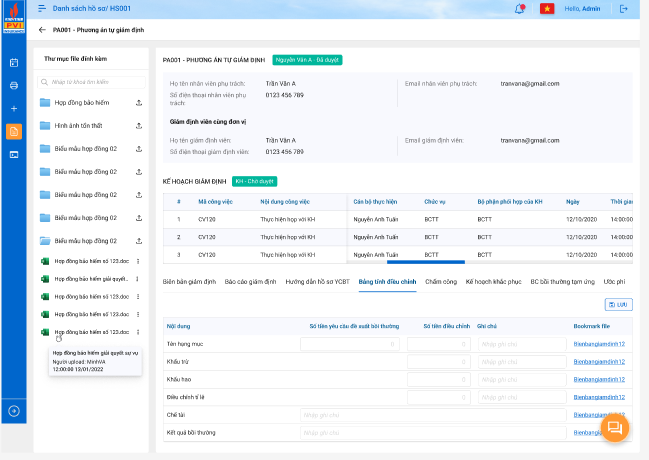 PVI
Danh sách hồ sơ/ HS001
Hello, Admin
PA001 - Phương án tự giám định
Thư mục file đính kèm
Nhập từ khóa tìm kiếm
Hợp đồng bảo hiểm
Hình ảnh tổn thất
Biểu mẫu hợp đồng 02
Biểu mẫu hợp đồng 02
Biểu mẫu hợp đồng 02
Biểu mẫu hợp đồng 02
Biểu mẫu hợp đồng 02
Hợp đồng bảo hiểm số 123.doc
Hợp đồng bảo hiểm giải quyết..
Hợp đồng bảo hiểm số 123.doc
Hợp đồng bảo hiểm số 123.doc
Hợp đồng bảo hiểm số 123.doc
Hợp đồng bảo hiểm giải quyết sự vụ
Người upload: MinhVA
12:00:00 12/01/2022
PA001 - PHƯƠNG ÁN TỰ GIÁM ĐỊNH Nguyễn Văn A - Đã duyệt
Họ tên nhân viên phụ trách: Trần Văn A Email nhân viên phụ trách: tranvana@gmail.com
Số điện thoại nhân viên phụ trách: 0123 456 789
Giám định viên cùng đơn vị
Họ tên giám định viên: Trần Văn A Email giám định viên: tranvana@gmail.com
Số điện thoại giám định viên: 0123 456 789
KẾ HOẠCH GIÁM ĐỊNH KH - Chờ duyệt
# Mã công việc Nội dung công việc Cán bộ thực hiện Chức vụ Bộ phận phối hợp của KH Ngày Thời gian
1 CV120 Thực hiện họp với KH Nguyễn Anh Tuấn BCTT BCTT 12/10/2020 14:00:00
2 CV120 Thực hiện họp với KH Nguyễn Anh Tuấn BCTT BCTT 12/10/2020 14:00:00
3 CV120 Thực hiện họp với KH Nguyễn Anh Tuấn BCTT BCTT 12/10/2020 14:00:00
Biên bản giám định Báo cáo giám định Hướng dẫn hồ sơ YCBT Bảng tính điều chỉnh Chấm công Kế hoạch khắc phục BC bồi thường tạm ứng Ước phí
LƯU
Nội dung Số tiền yêu cầu đề xuất bồi thường Số tiền điều chỉnh Ghi chú Bookmark file
Tên hạng mục 0 0 Nhập ghi chú Bienbangiamdinh12
Khấu trừ 0 Nhập ghi chú Bienbangiamdinh12
Khấu hao 0 Nhập ghi chú Bienbangiamdinh12
Điều chỉnh tỉ lệ 0 Nhập ghi chú Bienbangiamdinh12
Chế tài Nhập ghi chú Bienbangiam
Kết quả bồi thường Nhập ghi chú Bienbangiamdinh12